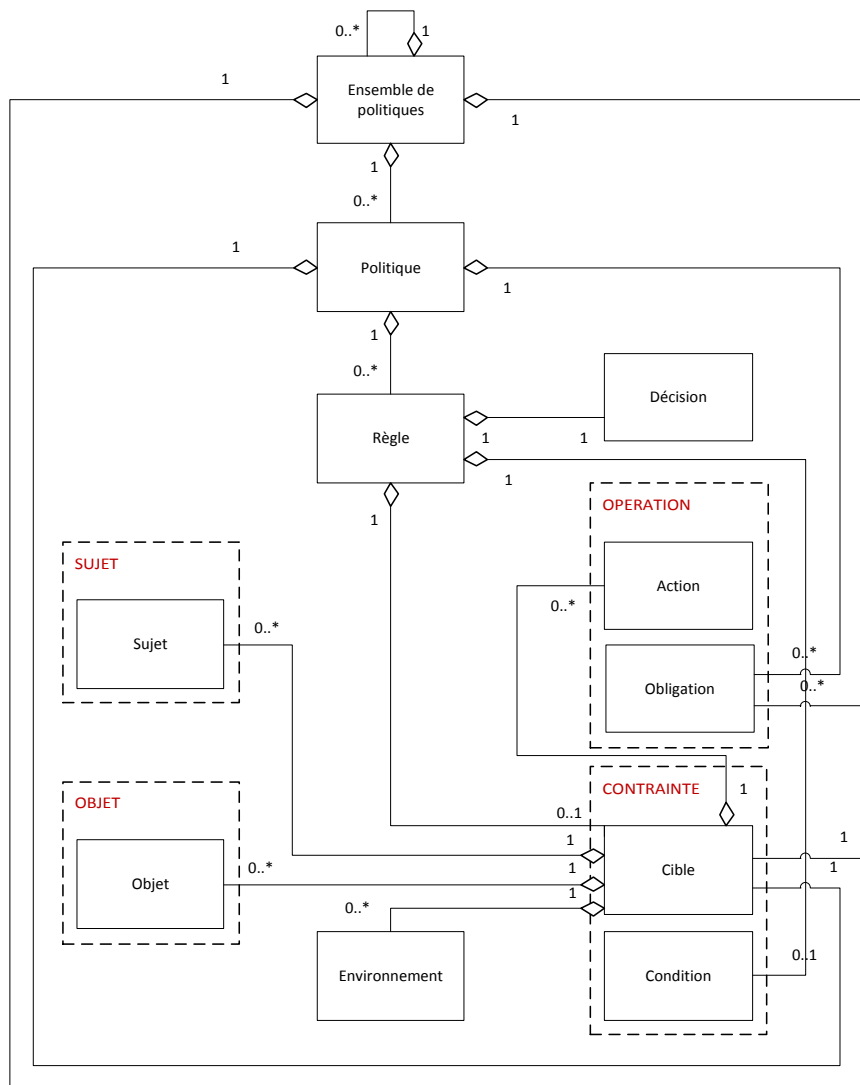 0..*
1
1
Ensemble de
politiques
1
1
0..*
1
Politique
1
1
0..*
Décision
Règle
1
1
1
1
OPERATION
SUJET
Action
0..*
Sujet
0..*
0..*
Obligation
0..*
CONTRAINTE
1
OBJET
0..1
1
1
Cible
1
1
Objet
0..*
1
0..*
Environnement
Condition
0..1